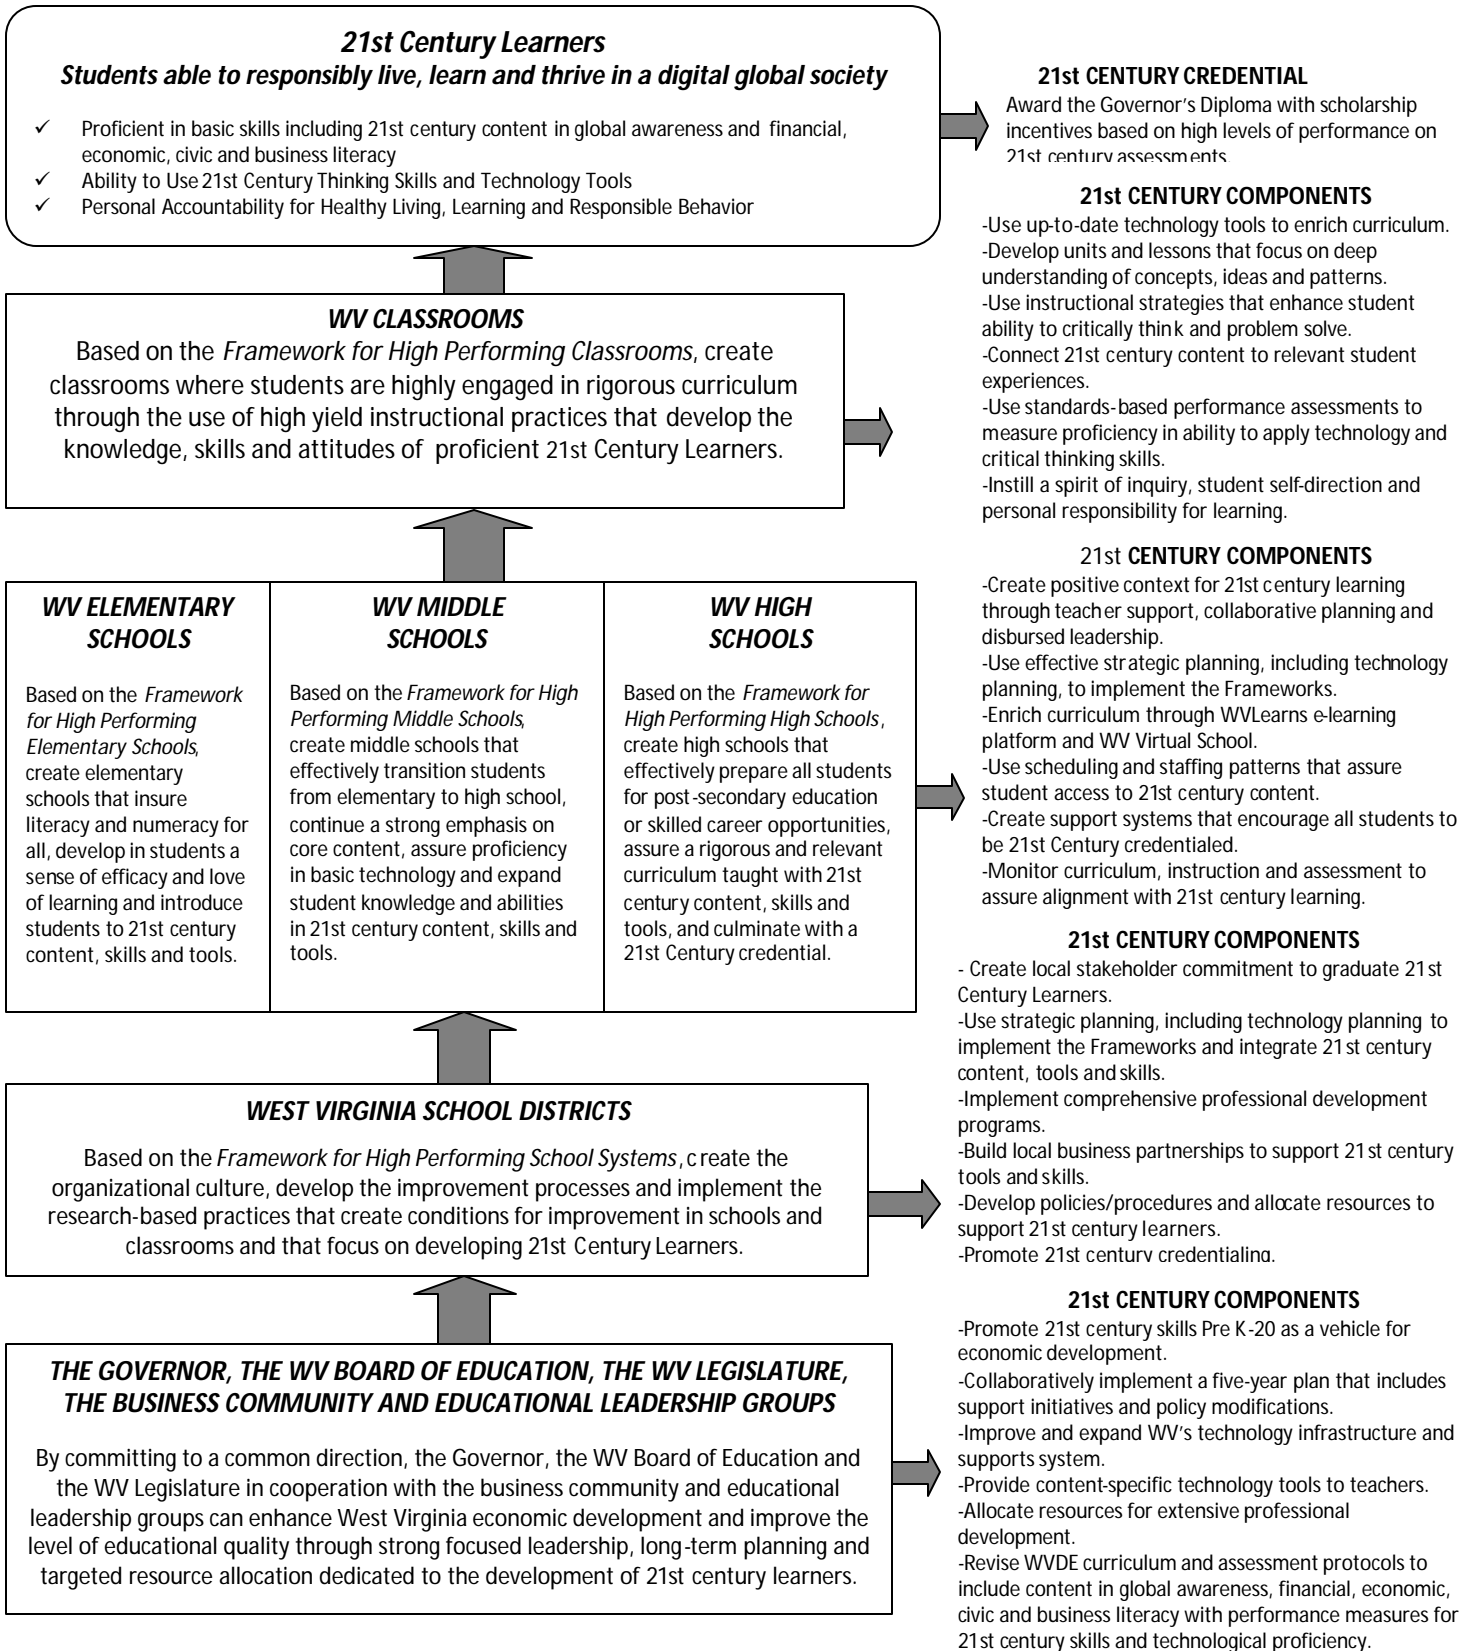 21st Century Learners
Students able to responsibly live, learn and thrive in a digital global society
✓ Proficient in basic skills including 21st century content in global awareness and financial,
economic, civic and business literacy
✓ Ability to Use 21st Century Thinking Skills and Technology Tools
✓ Personal Accountability for Healthy Living, Learning and Responsible Behavior
21st CENTURY CREDENTIAL
Award the Governor's Diploma with scholarship
incentives based on high levels of performance on
21st century assessments.
WV CLASSROOMS
Based on the Framework for High Performing Classrooms, create
classrooms where students are highly engaged in rigorous curriculum
through the use of high yield instructional practices that develop the
knowledge, skills and attitudes of proficient 21st Century Learners.
21st CENTURY COMPONENTS
-Use up-to-date technology tools to enrich curriculum.
-Develop units and lessons that focus on deep
understanding of concepts, ideas and patterns.
-Use instructional strategies that enhance student
ability to critically think and problem solve.
-Connect 21st century content to relevant student
experiences.
-Use standards-based performance assessments to
measure proficiency in ability to apply technology and
critical thinking skills.
-Instill a spirit of inquiry, student self-direction and
personal responsibility for learning.
WV ELEMENTARY
SCHOOLS
Based on the Framework
for High Performing
Elementary Schools,
create elementary
schools that insure
literacy and numeracy for
all, develop in students a
sense of efficacy and love
of learning and introduce
students to 21st century
content, skills and tools.
WV MIDDLE
SCHOOLS
Based on the Framework for High
Performing Middle Schools,
create middle schools that
effectively transition students
from elementary to high school,
continue a strong emphasis on
core content, assure proficiency
in basic technology and expand
student knowledge and abilities
in 21st century content, skills and
tools.
WV HIGH
SCHOOLS
Based on the Framework for
High Performing High Schools,
create high schools that
effectively prepare all students
for post-secondary education
or skilled career opportunities,
assure a rigorous and relevant
curriculum taught with 21st
century content, skills and
tools, and culminate with a
21st Century credential.
21st CENTURY COMPONENTS
-Create positive context for 21st century learning
through teacher support, collaborative planning and
disbursed leadership.
-Use effective strategic planning, including technology
planning, to implement the Frameworks.
-Enrich curriculum through WVLearns e-learning
platform and WV Virtual School.
-Use scheduling and staffing patterns that assure
student access to 21st century content.
-Create support systems that encourage all students to
be 21st Century credentialed.
-Monitor curriculum, instruction and assessment to
assure alignment with 21st century learning.
WEST VIRGINIA SCHOOL DISTRICTS
Based on the Framework for High Performing School Systems, create the
organizational culture, develop the improvement processes and implement the
research-based practices that create conditions for improvement in schools and
classrooms and that focus on developing 21st Century Learners.
21st CENTURY COMPONENTS
- Create local stakeholder commitment to graduate 21st
Century Learners.
-Use strategic planning, including technology planning to
implement the Frameworks and integrate 21st century
content, tools and skills.
-Implement comprehensive professional development
programs.
-Build local business partnerships to support 21st century
tools and skills.
-Develop policies/procedures and allocate resources to
support 21st century learners.
-Promote 21st century credentialing.
THE GOVERNOR, THE WV BOARD OF EDUCATION, THE WV LEGISLATURE,
THE BUSINESS COMMUNITY AND EDUCATIONAL LEADERSHIP GROUPS
By committing to a common direction, the Governor, the WV Board of Education and
the WV Legislature in cooperation with the business community and educational
leadership groups can enhance West Virginia economic development and improve the
level of educational quality through strong focused leadership, long-term planning and
targeted resource allocation dedicated to the development of 21st century learners.
21st CENTURY COMPONENTS
-Promote 21st century skills Pre K-20 as a vehicle for
economic development.
-Collaboratively implement a five-year plan that includes
support initiatives and policy modifications.
-Improve and expand WV's technology infrastructure and
supports system.
-Provide content-specific technology tools to teachers.
-Allocate resources for extensive professional
development.
-Revise WVDE curriculum and assessment protocols to
include content in global awareness, financial, economic,
civic and business literacy with performance measures for
21st century skills and technological proficiency.